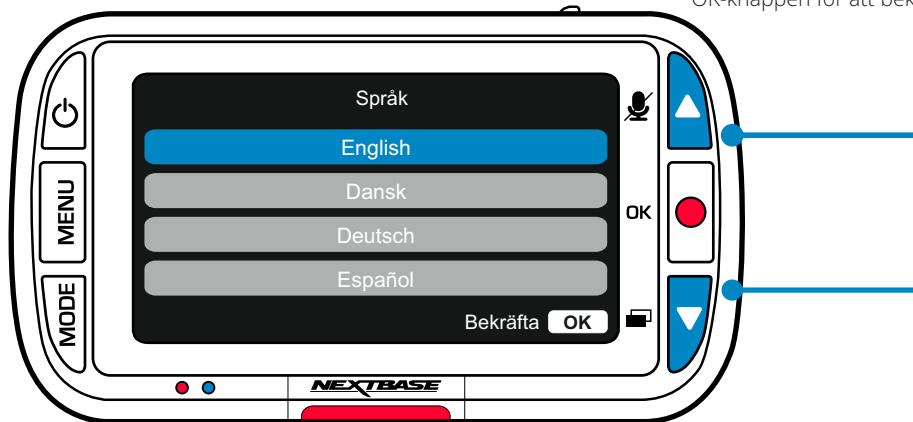 OK-knappen för att bek
Språk
English
MENU
Dansk
OK
Deutsch
MODE
Español
Bekräfta OK
NEXTBASE